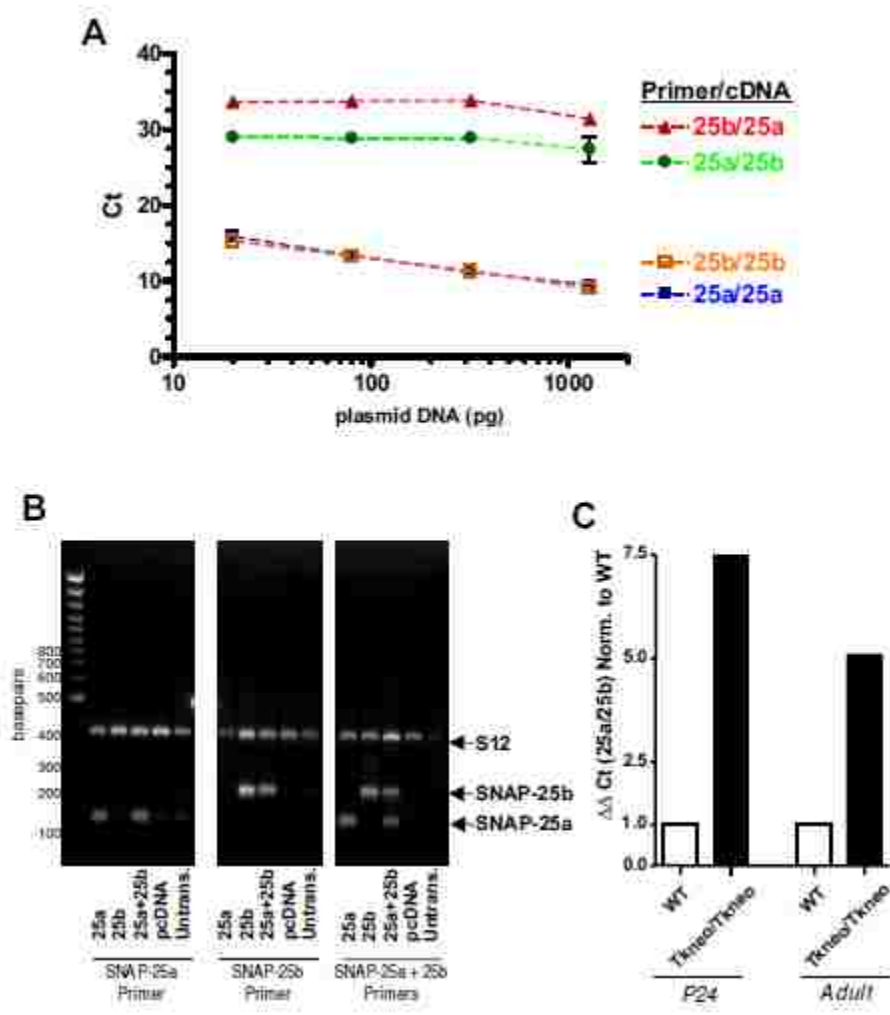 A
40
30
20
10
0
Ct
10
100
1000
plasmid DNA (pg)
Primer/cDNA
25b/25a
25a/25b
25b/25b
25a/25a
B
basepairs
800
700
600
500
400
300
200
100
S12
SNAP-25b
SNAP-25a
25a
25b
25a+25b
pcDNA
Untrans.
25a
25b
25a+25b
pcDNA
Untrans.
25a
25b
25a+25b
pcDNA
Untrans.
SNAP-25a
Primer
SNAP-25b
Primer
SNAP-25a + 25b
Primers
C
ΔΔ Ct (25a/25b) Norm. to WT
7.5
5.0
2.5
1.0
0.0
WT
Tkneo/Tkneo
WT
Tkneo/Tkneo
P24
Adult